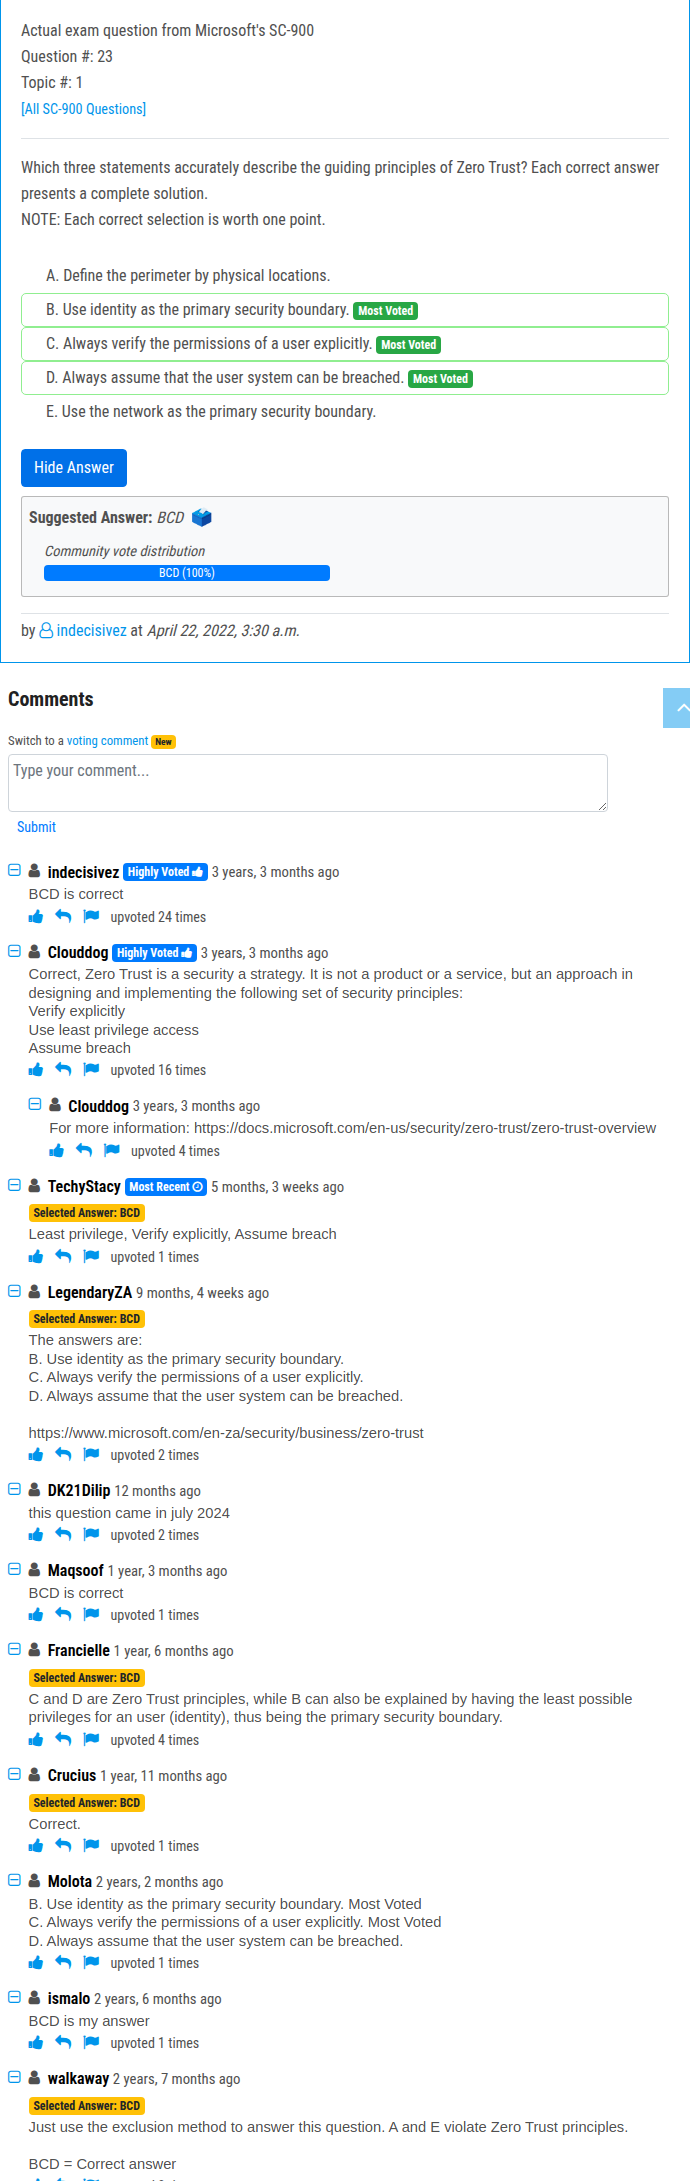 Actual exam question from Microsoft's SC-900
Question #: 23
Topic #: 1
[All SC-900 Questions]
Which three statements accurately describe the guiding principles of Zero Trust? Each correct answer
presents a complete solution.
NOTE: Each correct selection is worth one point.
A. Define the perimeter by physical locations.
B. Use identity as the primary security boundary. Most Voted
C. Always verify the permissions of a user explicitly. Most Voted
D. Always assume that the user system can be breached. Most Voted
E. Use the network as the primary security boundary.
Hide Answer
Suggested Answer: BCD
Community vote distribution
BCD (100%)
by indecisivez at April 22, 2022, 3:30 a.m.
Comments
Switch to a voting comment New
Type your comment...
Submit
indecisivez Highly Voted 3 years, 3 months ago
BCD is correct
upvoted 24 times
Clouddog Highly Voted 3 years, 3 months ago
Correct, Zero Trust is a security a strategy. It is not a product or a service, but an approach in
designing and implementing the following set of security principles:
Verify explicitly
Use least privilege access
Assume breach
upvoted 16 times
Clouddog 3 years, 3 months ago
For more information: https://docs.microsoft.com/en-us/security/zero-trust/zero-trust-overview
upvoted 4 times
TechyStacy Most Recent 5 months, 3 weeks ago
Selected Answer: BCD
Least privilege, Verify explicitly, Assume breach
upvoted 1 times
LegendaryZA 9 months, 4 weeks ago
Selected Answer: BCD
The answers are:
B. Use identity as the primary security boundary.
C. Always verify the permissions of a user explicitly.
D. Always assume that the user system can be breached.
https://www.microsoft.com/en-za/security/business/zero-trust
upvoted 2 times
DK21Dilip 12 months ago
this question came in july 2024
upvoted 2 times
Maqsoof 1 year, 3 months ago
BCD is correct
upvoted 1 times
Francielle 1 year, 6 months ago
Selected Answer: BCD
C and D are Zero Trust principles, while B can also be explained by having the least possible
privileges for an user (identity), thus being the primary security boundary.
upvoted 4 times
Crucius 1 year, 11 months ago
Selected Answer: BCD
Correct.
upvoted 1 times
Molota 2 years, 2 months ago
B. Use identity as the primary security boundary. Most Voted
C. Always verify the permissions of a user explicitly. Most Voted
D. Always assume that the user system can be breached.
upvoted 1 times
ismalo 2 years, 6 months ago
BCD is my answer
upvoted 1 times
walkaway 2 years, 7 months ago
Selected Answer: BCD
Just use the exclusion method to answer this question. A and E violate Zero Trust principles.
BCD = Correct answer